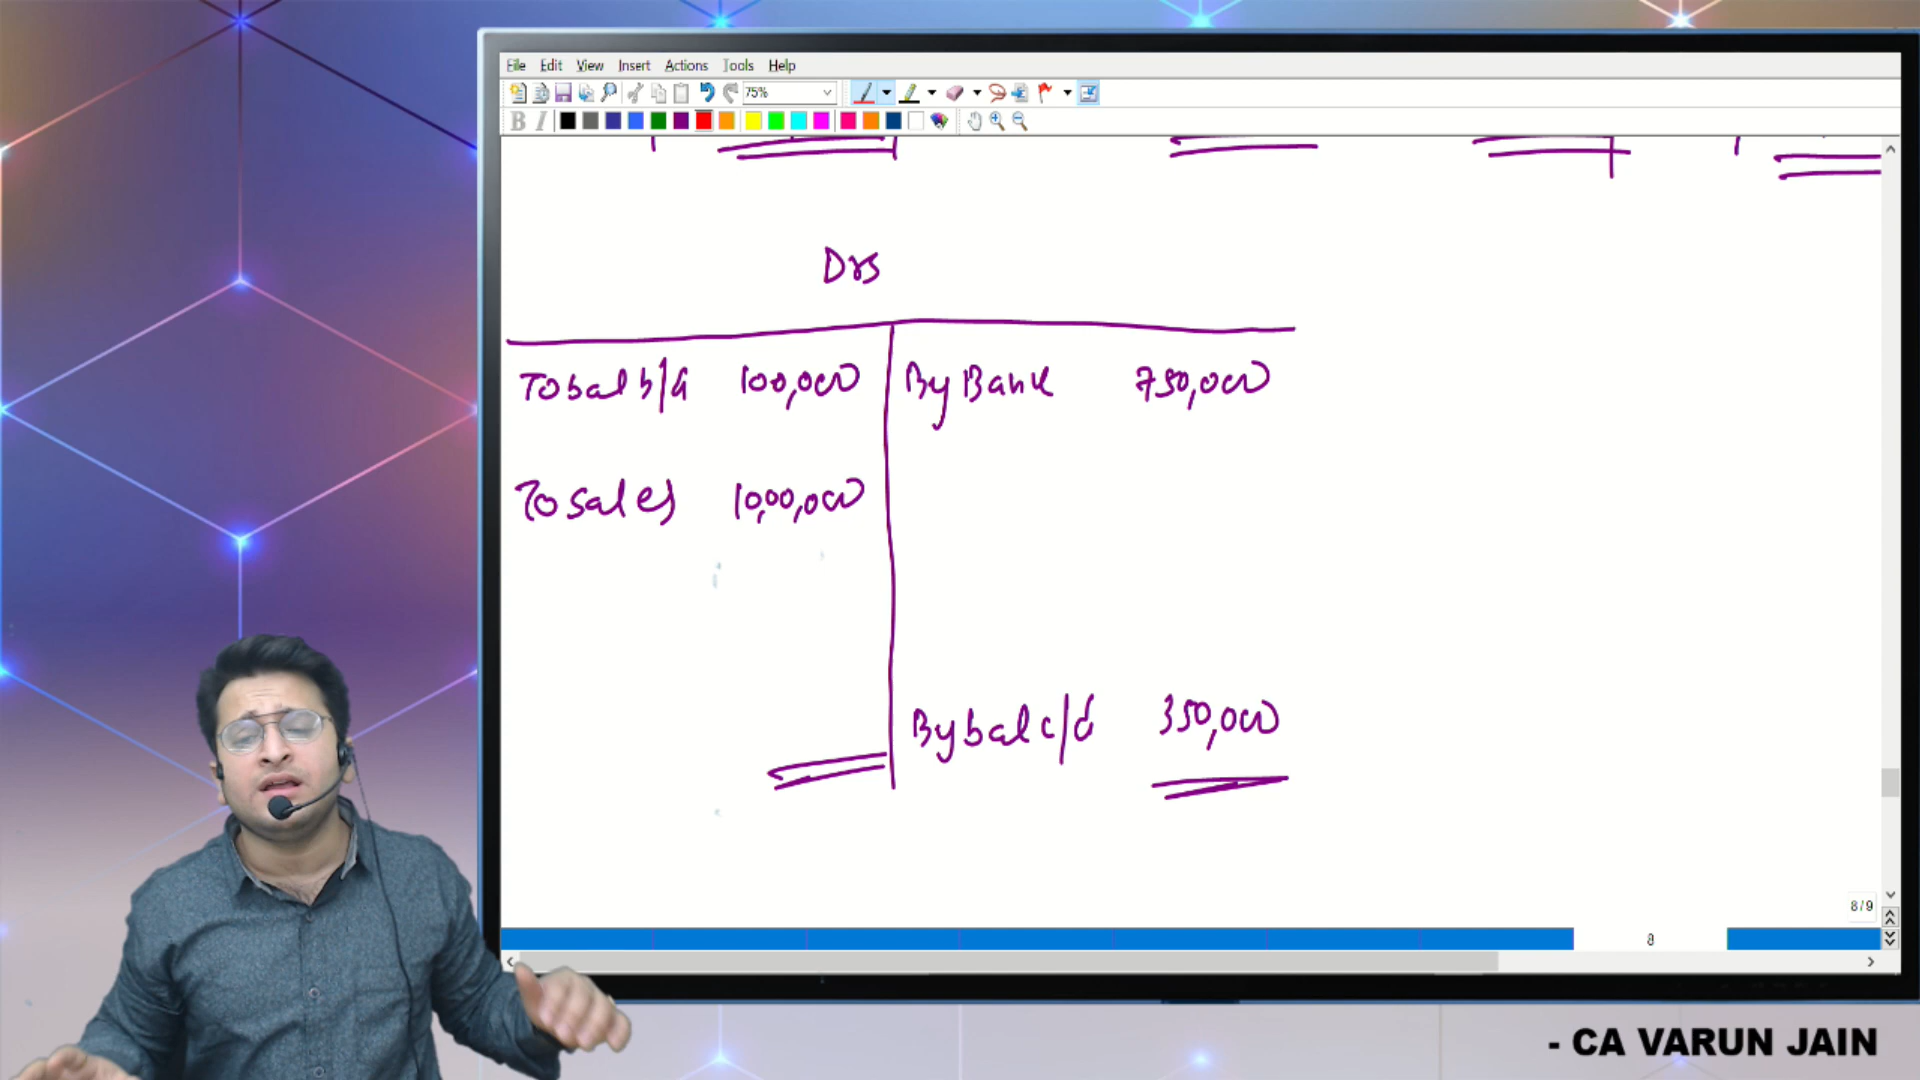 File Edit View Insert Actions Tools Help
75%
B I
Drs
To bal b/d 100,000 By Bank 750,000
To sales 10,00,000
By bal c/d 350,000
8/9
8
- CA VARUN JAIN